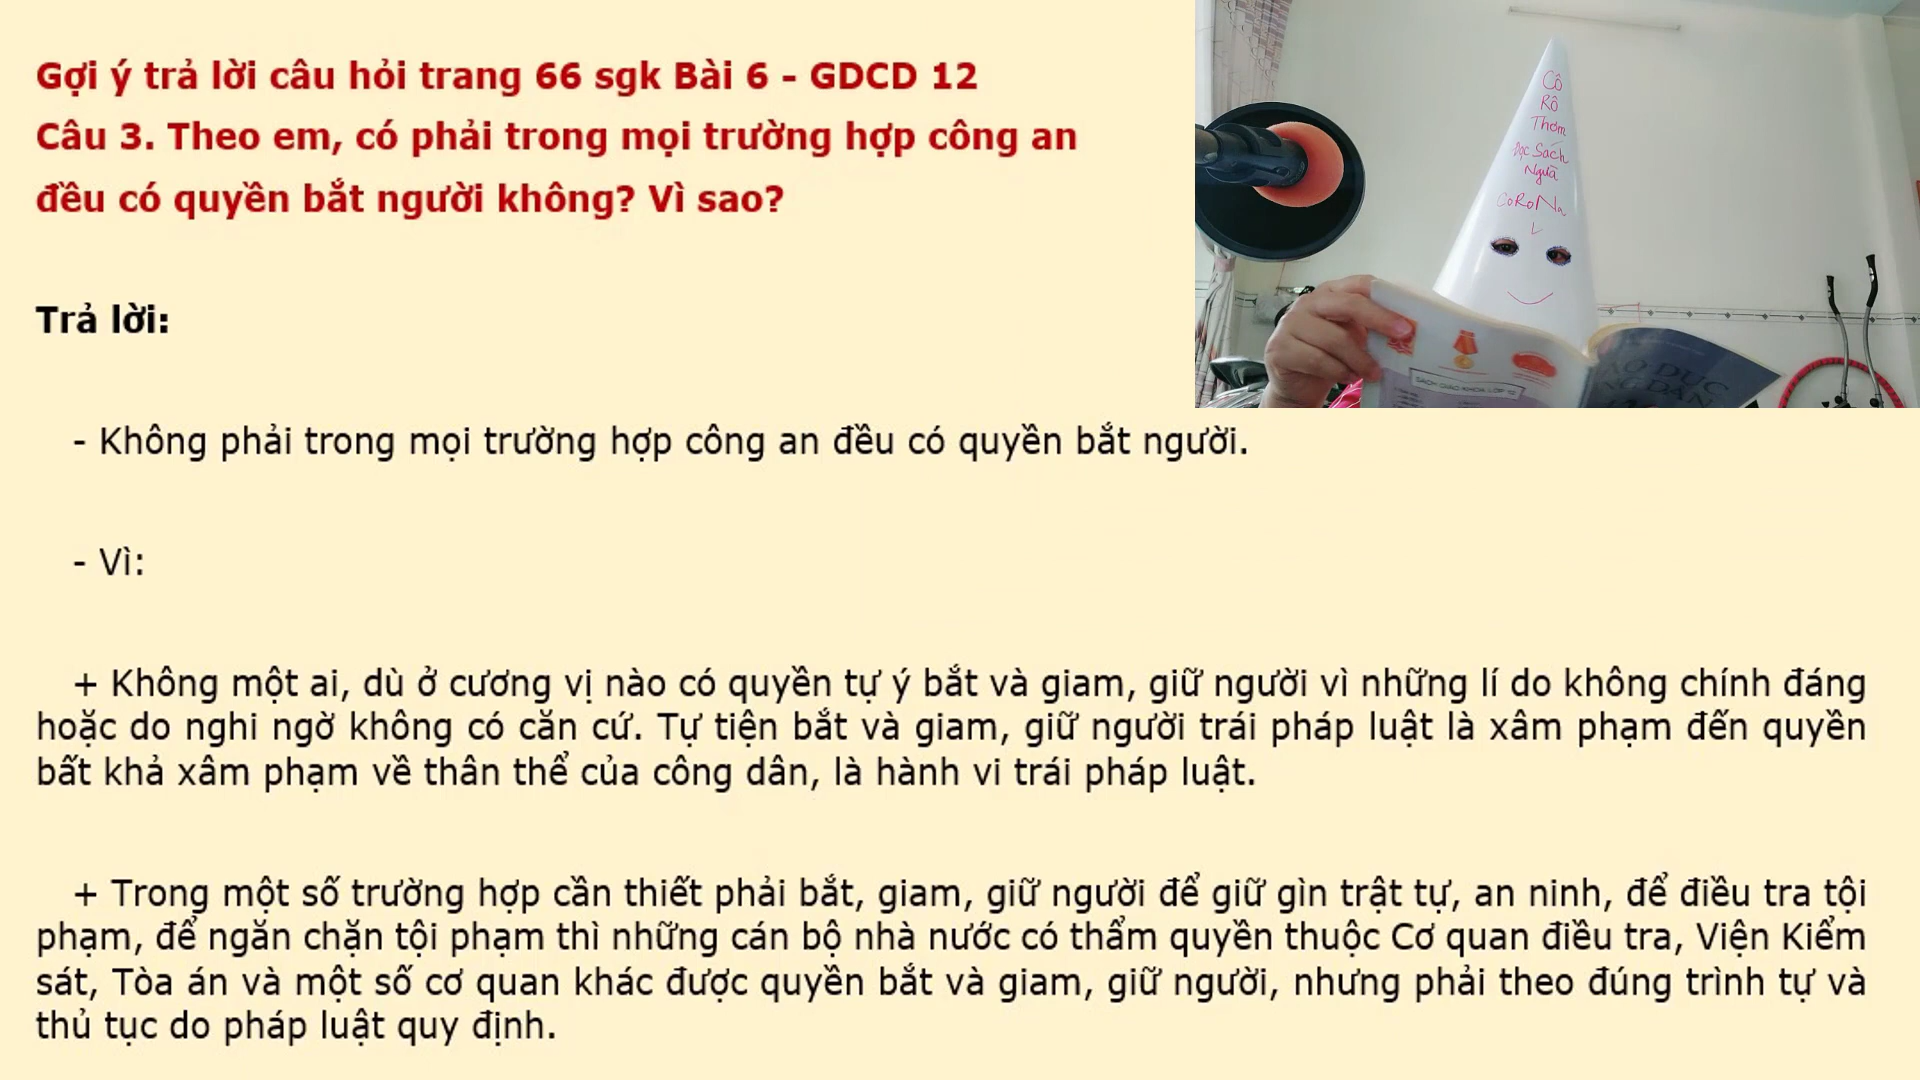 Gợi ý trả lời câu hỏi trang 66 sgk Bài 6 - GDCD 12
Câu 3. Theo em, có phải trong mọi trường hợp công an
đều có quyền bắt người không? Vì sao?
Trả lời:
- Không phải trong mọi trường hợp công an đều có quyền bắt người.
- Vì:
+ Không một ai, dù ở cương vị nào có quyền tự ý bắt và giam, giữ người vì những lí do không chính đáng
hoặc do nghi ngờ không có căn cứ. Tự tiện bắt và giam, giữ người trái pháp luật là xâm phạm đến quyền
bất khả xâm phạm về thân thể của công dân, là hành vi trái pháp luật.
+ Trong một số trường hợp cần thiết phải bắt, giam, giữ người để giữ gìn trật tự, an ninh, để điều tra tội
phạm, để ngăn chặn tội phạm thì những cán bộ nhà nước có thẩm quyền thuộc Cơ quan điều tra, Viện Kiểm
sát, Tòa án và một số cơ quan khác được quyền bắt và giam, giữ người, nhưng phải theo đúng trình tự và
thủ tục do pháp luật quy định.
Cô
Rô
Thơm
Đọc Sách
Ngừa
CoRoNa
SÁCH GIÁO KHOA LỚP 12